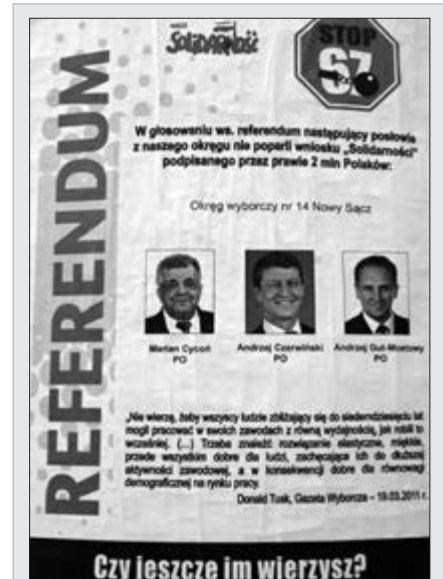 NSZZ
Solidarność
STOP
67
REFERENDUM
W głosowaniu ws. referendum następujący posłowie
z naszego okręgu nie poparli wniosku „Solidarności”
podpisanego przez prawie 2 mln Polaków:
Okręg wyborczy nr 14 Nowy Sącz
Marian Cycoń
PO
Andrzej Czerwiński
PO
Andrzej Gut-Mostowy
PO
„Nie wierzę, żeby wszyscy ludzie zbliżający się do siedemdziesięciu lat
mogli pracować w swoich zawodach z równą wydajnością, jak robili to
wcześniej. (...) Trzeba znaleźć rozwiązanie elastyczne, miękkie,
przede wszystkim dobre dla ludzi, zachęcające ich do dłuższej
aktywności zawodowej, a w konsekwencji dobre dla równowagi
demograficznej na rynku pracy.
Donald Tusk, Gazeta Wyborcza – 19.03.2011 r.
Czy jeszcze im wierzysz?